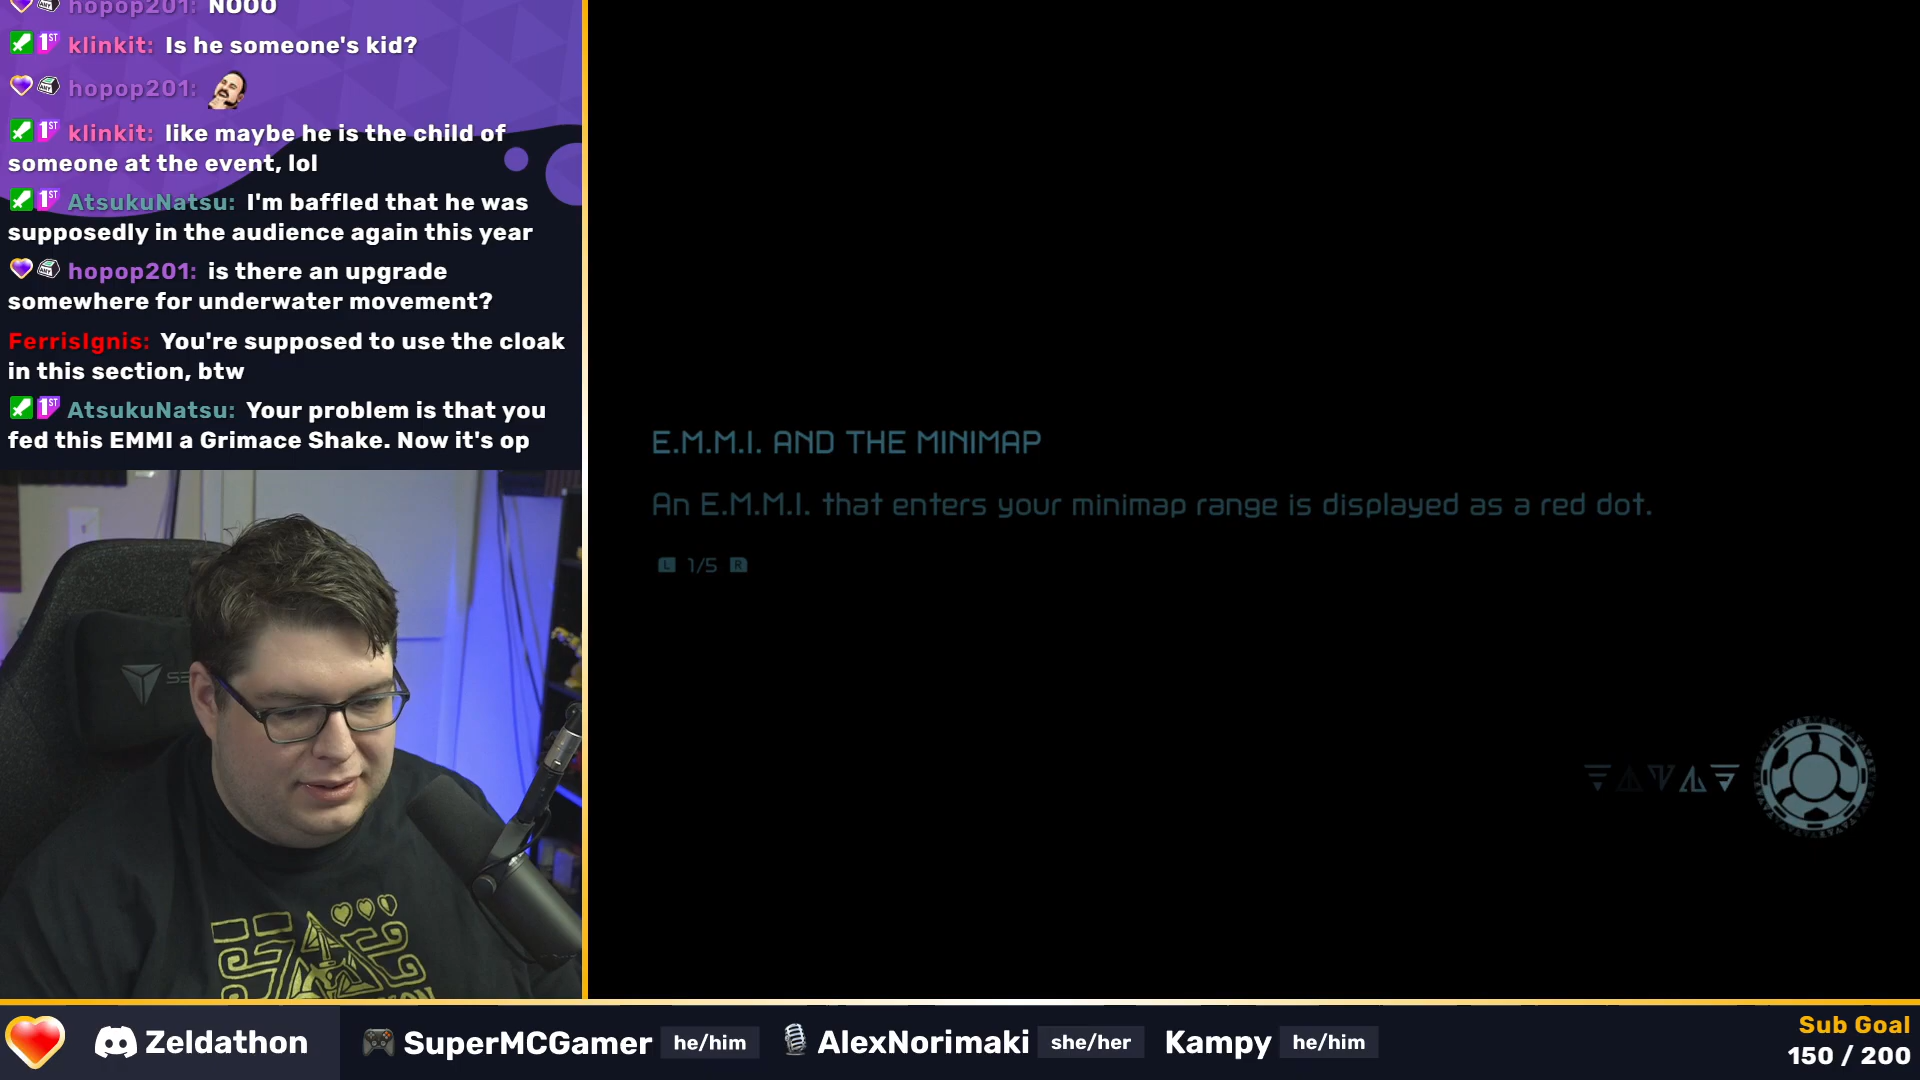 hopop201: NOOO
1ST klinkit: Is he someone's kid?
hopop201:
1ST klinkit: like maybe he is the child of
someone at the event, lol
1ST AtsukuNatsu: I'm baffled that he was
supposedly in the audience again this year
hopop201: is there an upgrade
somewhere for underwater movement?
FerrisIgnis: You're supposed to use the cloak
in this section, btw
1ST AtsukuNatsu: Your problem is that you
fed this EMMI a Grimace Shake. Now it's op
E.M.M.I. AND THE MINIMAP
An E.M.M.I. that enters your minimap range is displayed as a red dot.
L 1/5 R
Zeldathon
SuperMCGamer he/him
AlexNorimaki she/her
Kampy he/him
Sub Goal
150 / 200